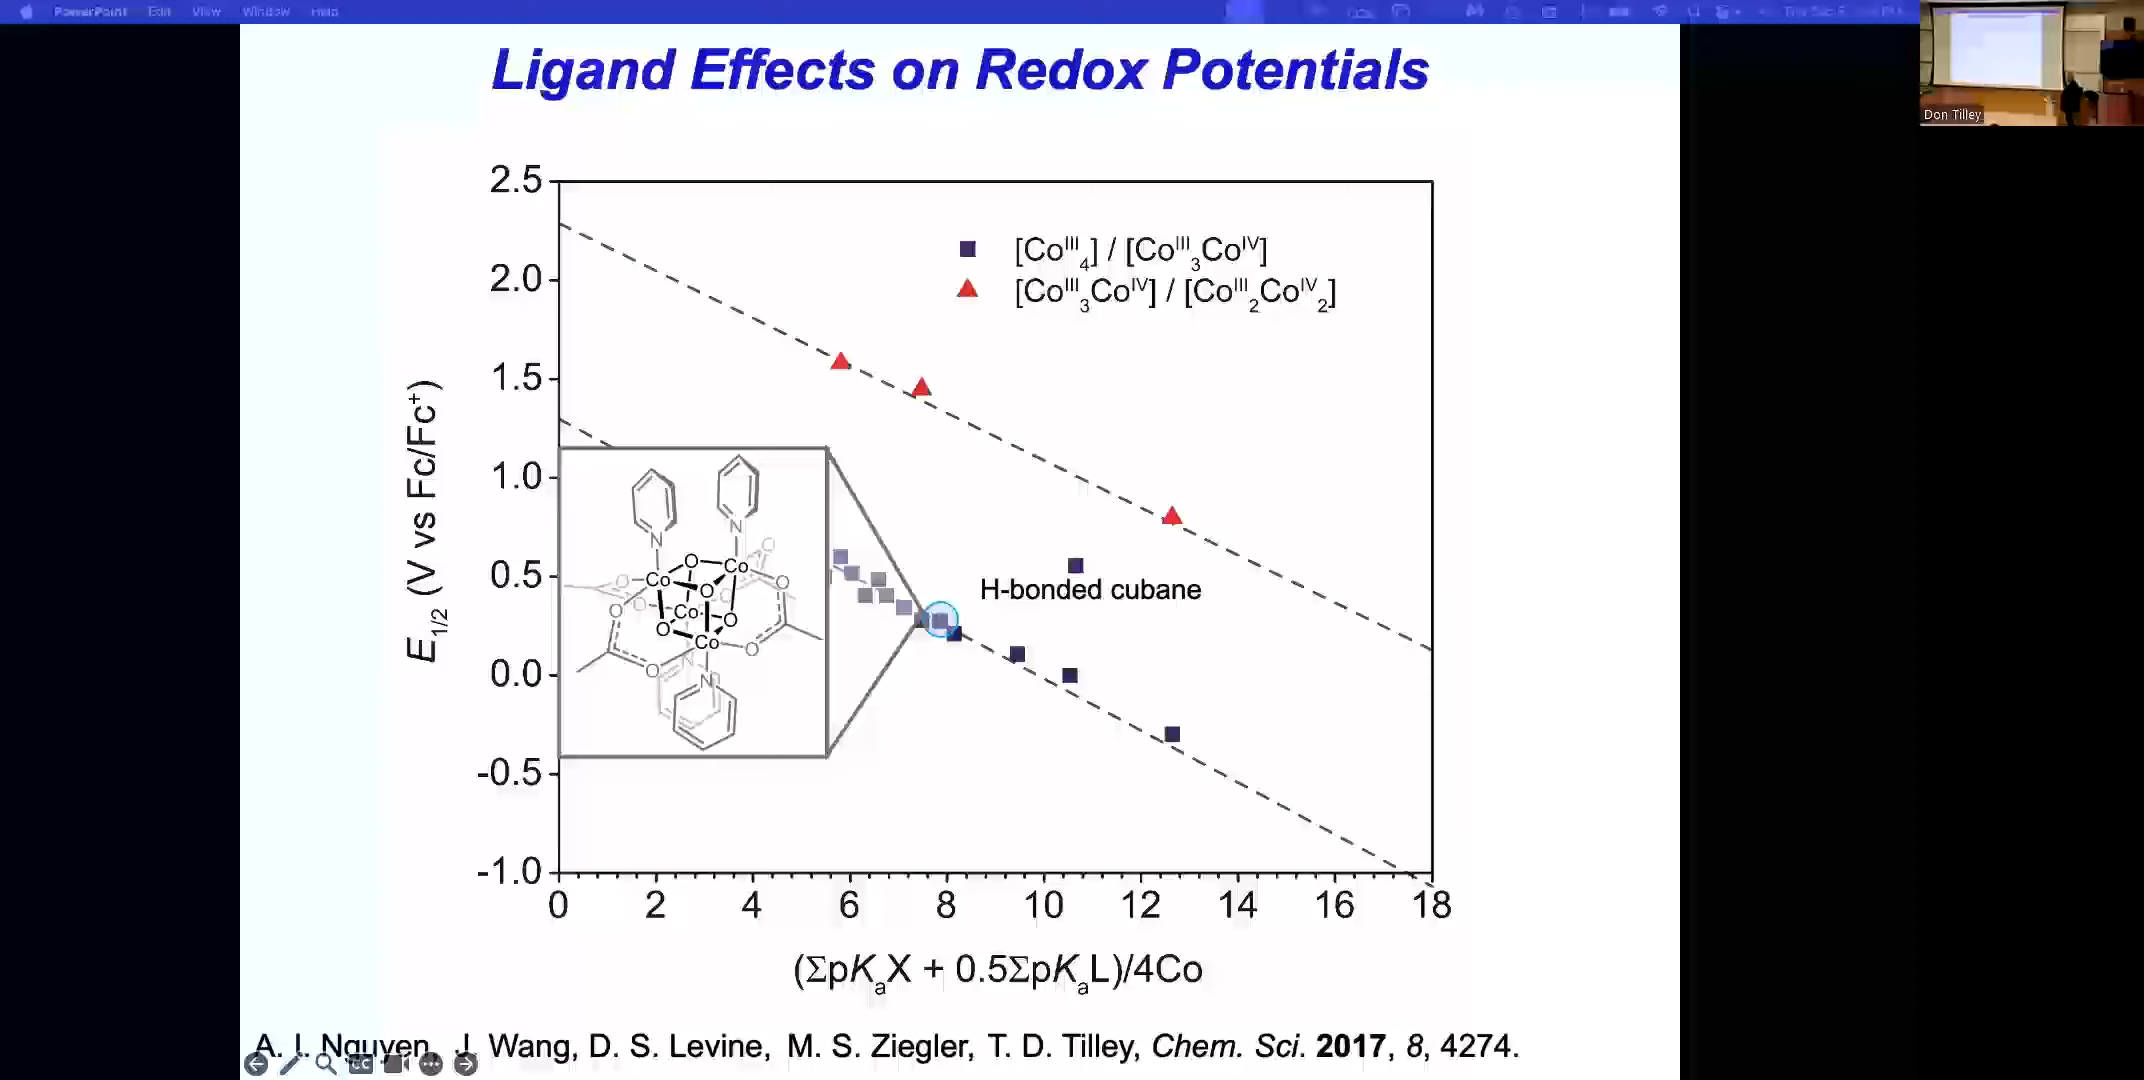 PowerPoint Edit View Window Help
Don Tilley
Ligand Effects on Redox Potentials
2.5
2.0
1.5
1.0
0.5
0.0
-0.5
-1.0
E1/2 (V vs Fc/Fc+)
[CoIII4] / [CoIII3CoIV]
[CoIII3CoIV] / [CoIII2CoIV2]
H-bonded cubane
N
N
O
Co
O
O
Co
O
O
O
Co
O
O
O
Co
O
O
N
0 2 4 6 8 10 12 14 16 18
(ΣpKaX + 0.5ΣpKaL)/4Co
A. I. Nguyen, J. Wang, D. S. Levine, M. S. Ziegler, T. D. Tilley, Chem. Sci. 2017, 8, 4274.
CC